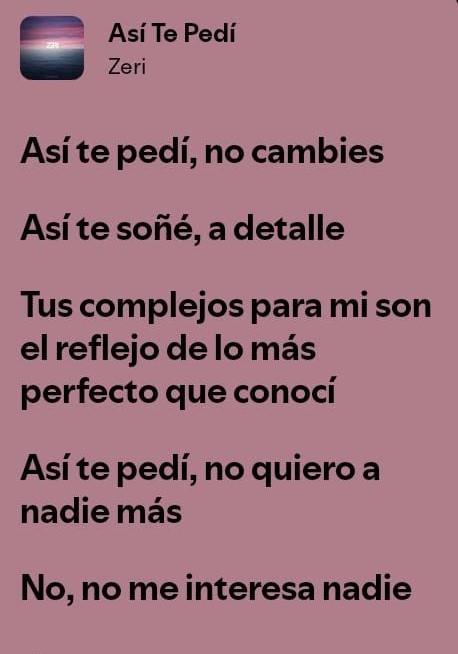 Así Te Pedí
Zeri
Así te pedí, no cambies
Así te soñé, a detalle
Tus complejos para mi son
el reflejo de lo más
perfecto que conocí
Así te pedí, no quiero a
nadie más
No, no me interesa nadie